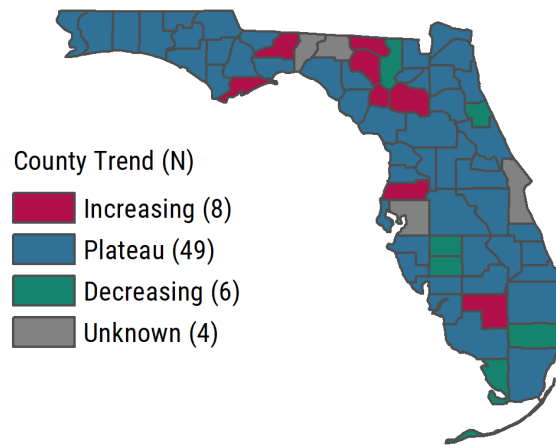 County Trend (N)
Increasing (8)
Plateau (49)
Decreasing (6)
Unknown (4)